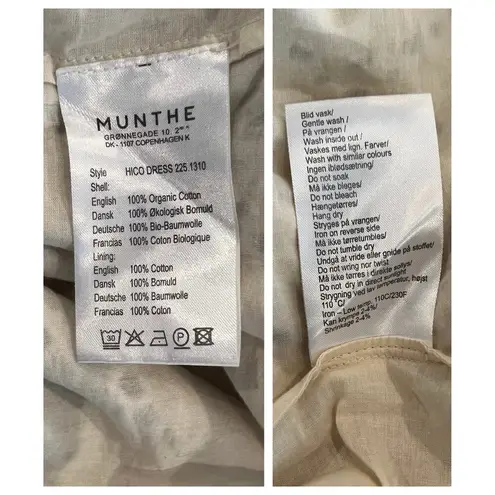 MUNTHE
GRØNNEGADE 10. 2ND.
DK - 1107 COPENHAGEN K
Style HICO DRESS 225.1310
Shell:
English 100% Organic Cotton
Dansk 100% Økologisk Bomuld
Deutsche 100% Bio-Baumwolle
Francias 100% Coton Biologique
Lining:
English 100% Cotton
Dansk 100% Bomuld
Deutsche 100% Baumwolle
Francias 100% Coton
30 P
Blid vask/
Gentle wash /
På vrangen /
Wash inside out /
Vaskes med lign. Farver/
Wash with similar colours
Ingen iblødsætning/
Do not soak
Må ikke bleges/
Do not bleach
Hængetørres/
Hang dry
Stryges på vrangen/
Iron on reverse side
Må ikke tørretumbles/
Do not tumble dry
Undgå at vride eller gnide på stoffet/
Do not wring nor twist
Må ikke tørres i direkte sollys/
Do not dry in direct sunlight
Strygning ved lav temperatur, højst
110°C/
Iron – Low temp. 110C/230F
Kan krympe 2-4%/
Shrinkage 2-4%